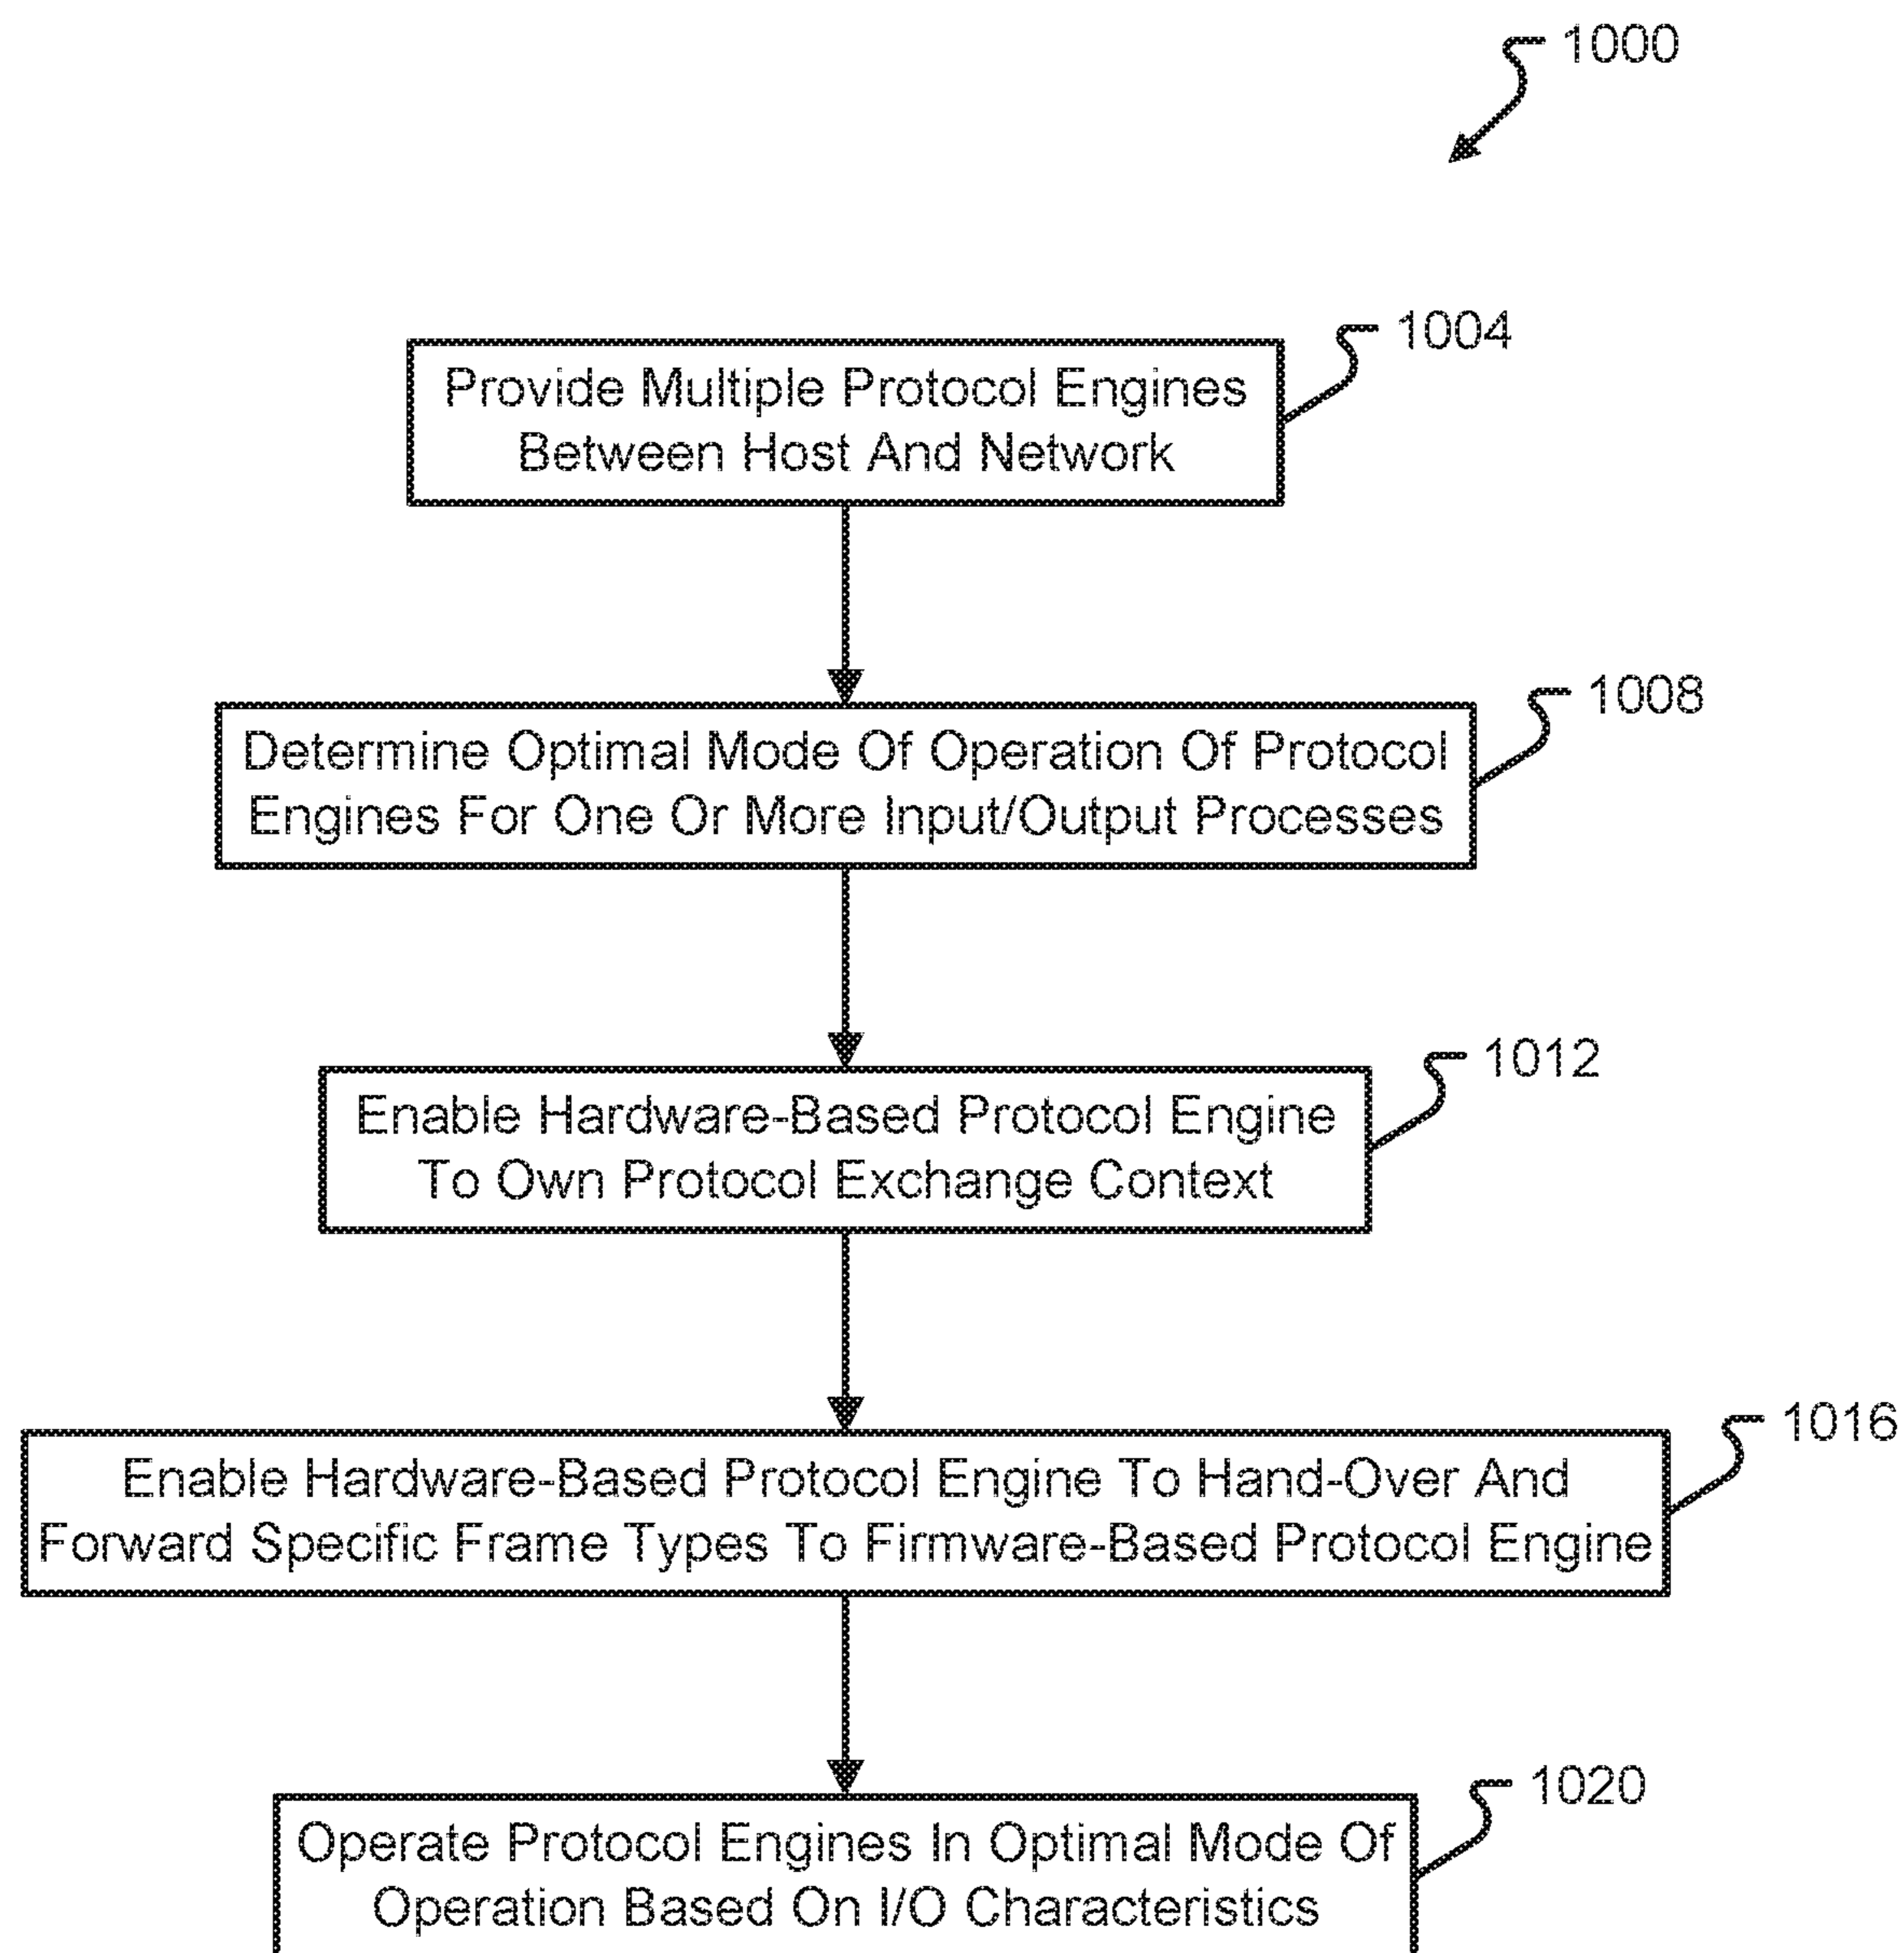 1000
1004
Provide Multiple Protocol Engines
Between Host And Network
1008
Determine Optimal Mode Of Operation Of Protocol
Engines For One Or More Input/Output Processes
1012
Enable Hardware-Based Protocol Engine
To Own Protocol Exchange Context
1016
Enable Hardware-Based Protocol Engine To Hand-Over And
Forward Specific Frame Types To Firmware-Based Protocol Engine
1020
Operate Protocol Engines In Optimal Mode Of
Operation Based On I/O Characteristics